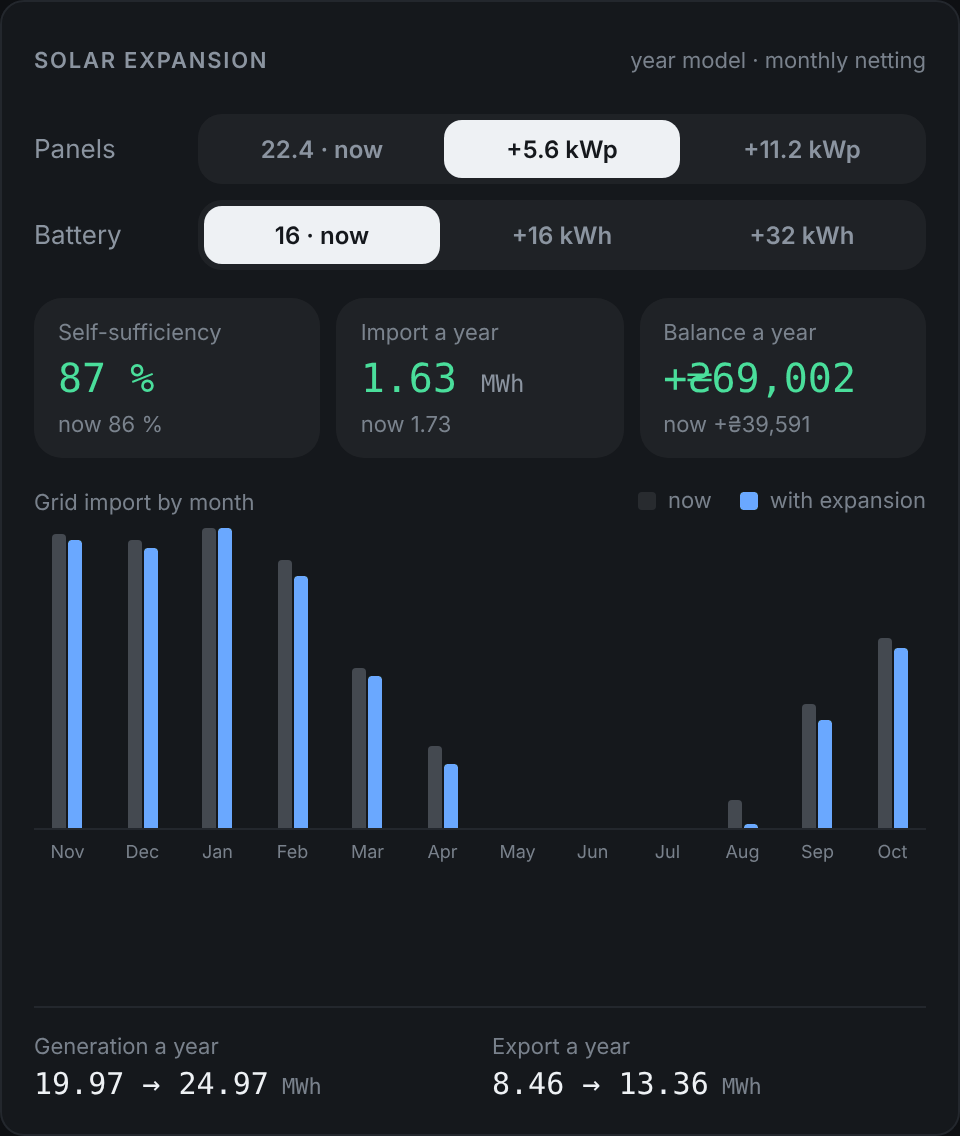 SOLAR EXPANSION year model · monthly netting
Panels 22.4 · now +5.6 kWp +11.2 kWp
Battery 16 · now +16 kWh +32 kWh
Self-sufficiency Import a year Balance a year
87 % 1.63 MWh +₴69,002
now 86 % now 1.73 now +₴39,591
Grid import by month now with expansion
Nov Dec Jan Feb Mar Apr May Jun Jul Aug Sep Oct
Generation a year Export a year
19.97 → 24.97 MWh 8.46 → 13.36 MWh